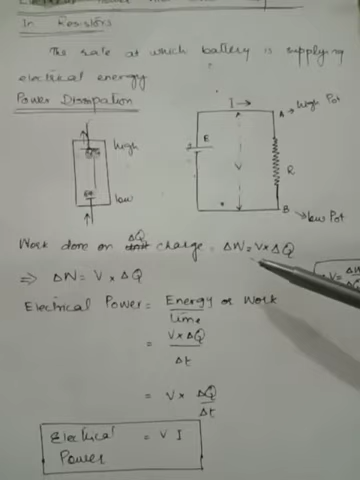 In Resistors
The rate at which battery is supplying
electrical energy
Power Dissipation
I →
A → high Pot
high
E
V
R
low
B → low Pot
Work done on ΔQ charge = ΔW = V × ΔQ
⇒ ΔW = V × ΔQ
Electrical Power = Energy or Work
time
= V × ΔQ
Δt
= V × ΔQ
Δt
Electrical = V I
Power